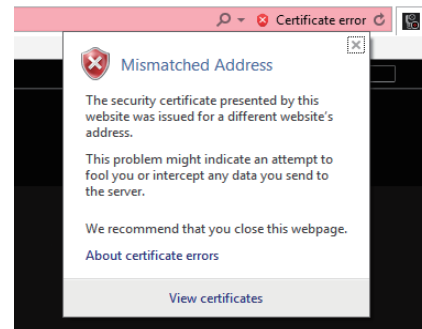 Certificate error
Mismatched Address
The security certificate presented by this
website was issued for a different website's
address.
This problem might indicate an attempt to
fool you or intercept any data you send to
the server.
We recommend that you close this webpage.
About certificate errors
View certificates